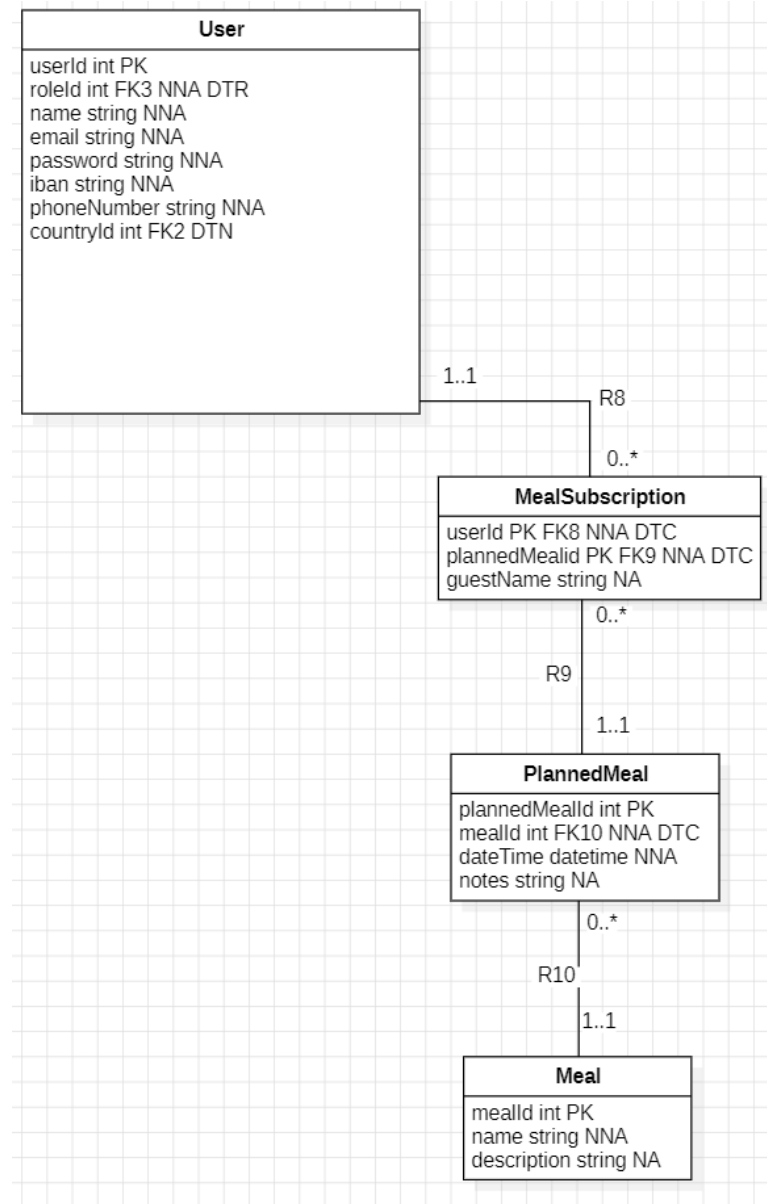 User
userId int PK
roleId int FK3 NNA DTR
name string NNA
email string NNA
password string NNA
iban string NNA
phoneNumber string NNA
countryId int FK2 DTN
1..1
R8
0..*
MealSubscription
userId PK FK8 NNA DTC
plannedMealid PK FK9 NNA DTC
guestName string NA
0..*
R9
1..1
PlannedMeal
plannedMealId int PK
mealId int FK10 NNA DTC
dateTime datetime NNA
notes string NA
0..*
R10
1..1
Meal
mealId int PK
name string NNA
description string NA